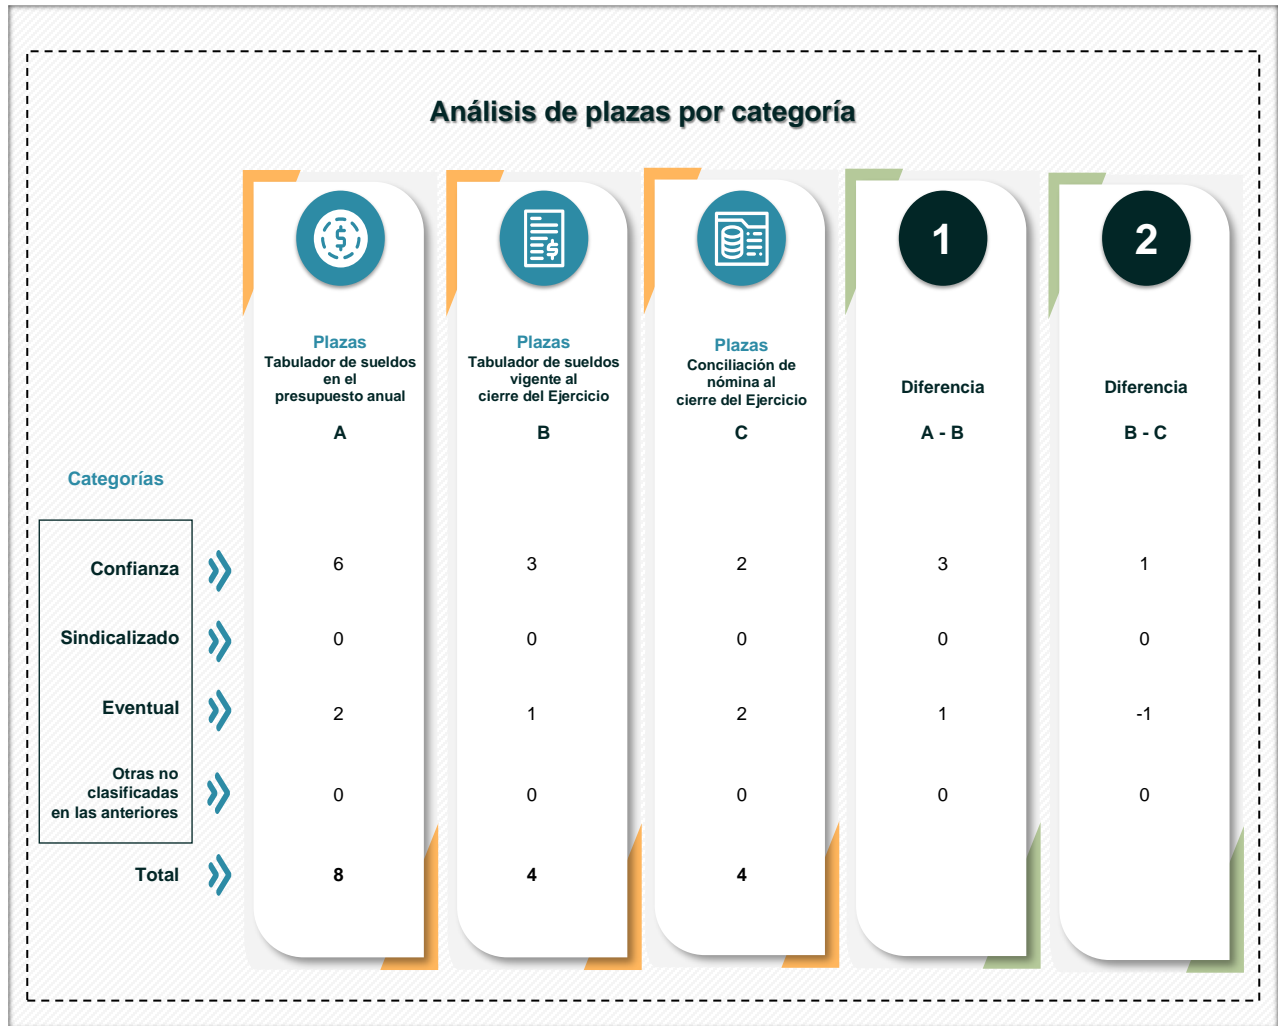 Análisis de plazas por categoría
1
2
Plazas
Tabulador de sueldos
en el
presupuesto anual
A
Plazas
Tabulador de sueldos
vigente al
cierre del Ejercicio
B
Plazas
Conciliación de
nómina al
cierre del Ejercicio
C
Diferencia
A - B
Diferencia
B - C
Categorías
Confianza 6 3 2 3 1
Sindicalizado 0 0 0 0 0
Eventual 2 1 2 1 -1
Otras no
clasificadas
en las anteriores
0 0 0 0 0
Total 8 4 4